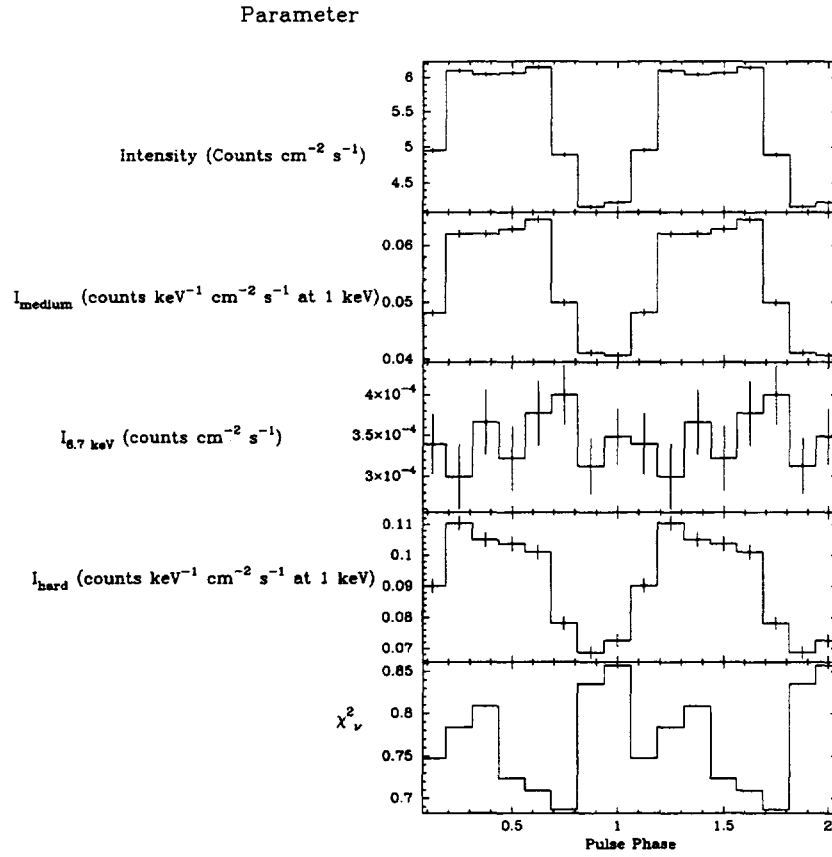 Parameter
Intensity (Counts cm⁻² s⁻¹)
6
5.5
5
4.5
I_medium (counts keV⁻¹ cm⁻² s⁻¹ at 1 keV)
0.06
0.05
0.04
I_6.7 keV (counts cm⁻² s⁻¹)
4×10⁻⁴
3.5×10⁻⁴
3×10⁻⁴
I_hard (counts keV⁻¹ cm⁻² s⁻¹ at 1 keV)
0.11
0.1
0.09
0.08
0.07
χ²_ν
0.85
0.8
0.75
0.7
0.5 1 1.5 2
Pulse Phase